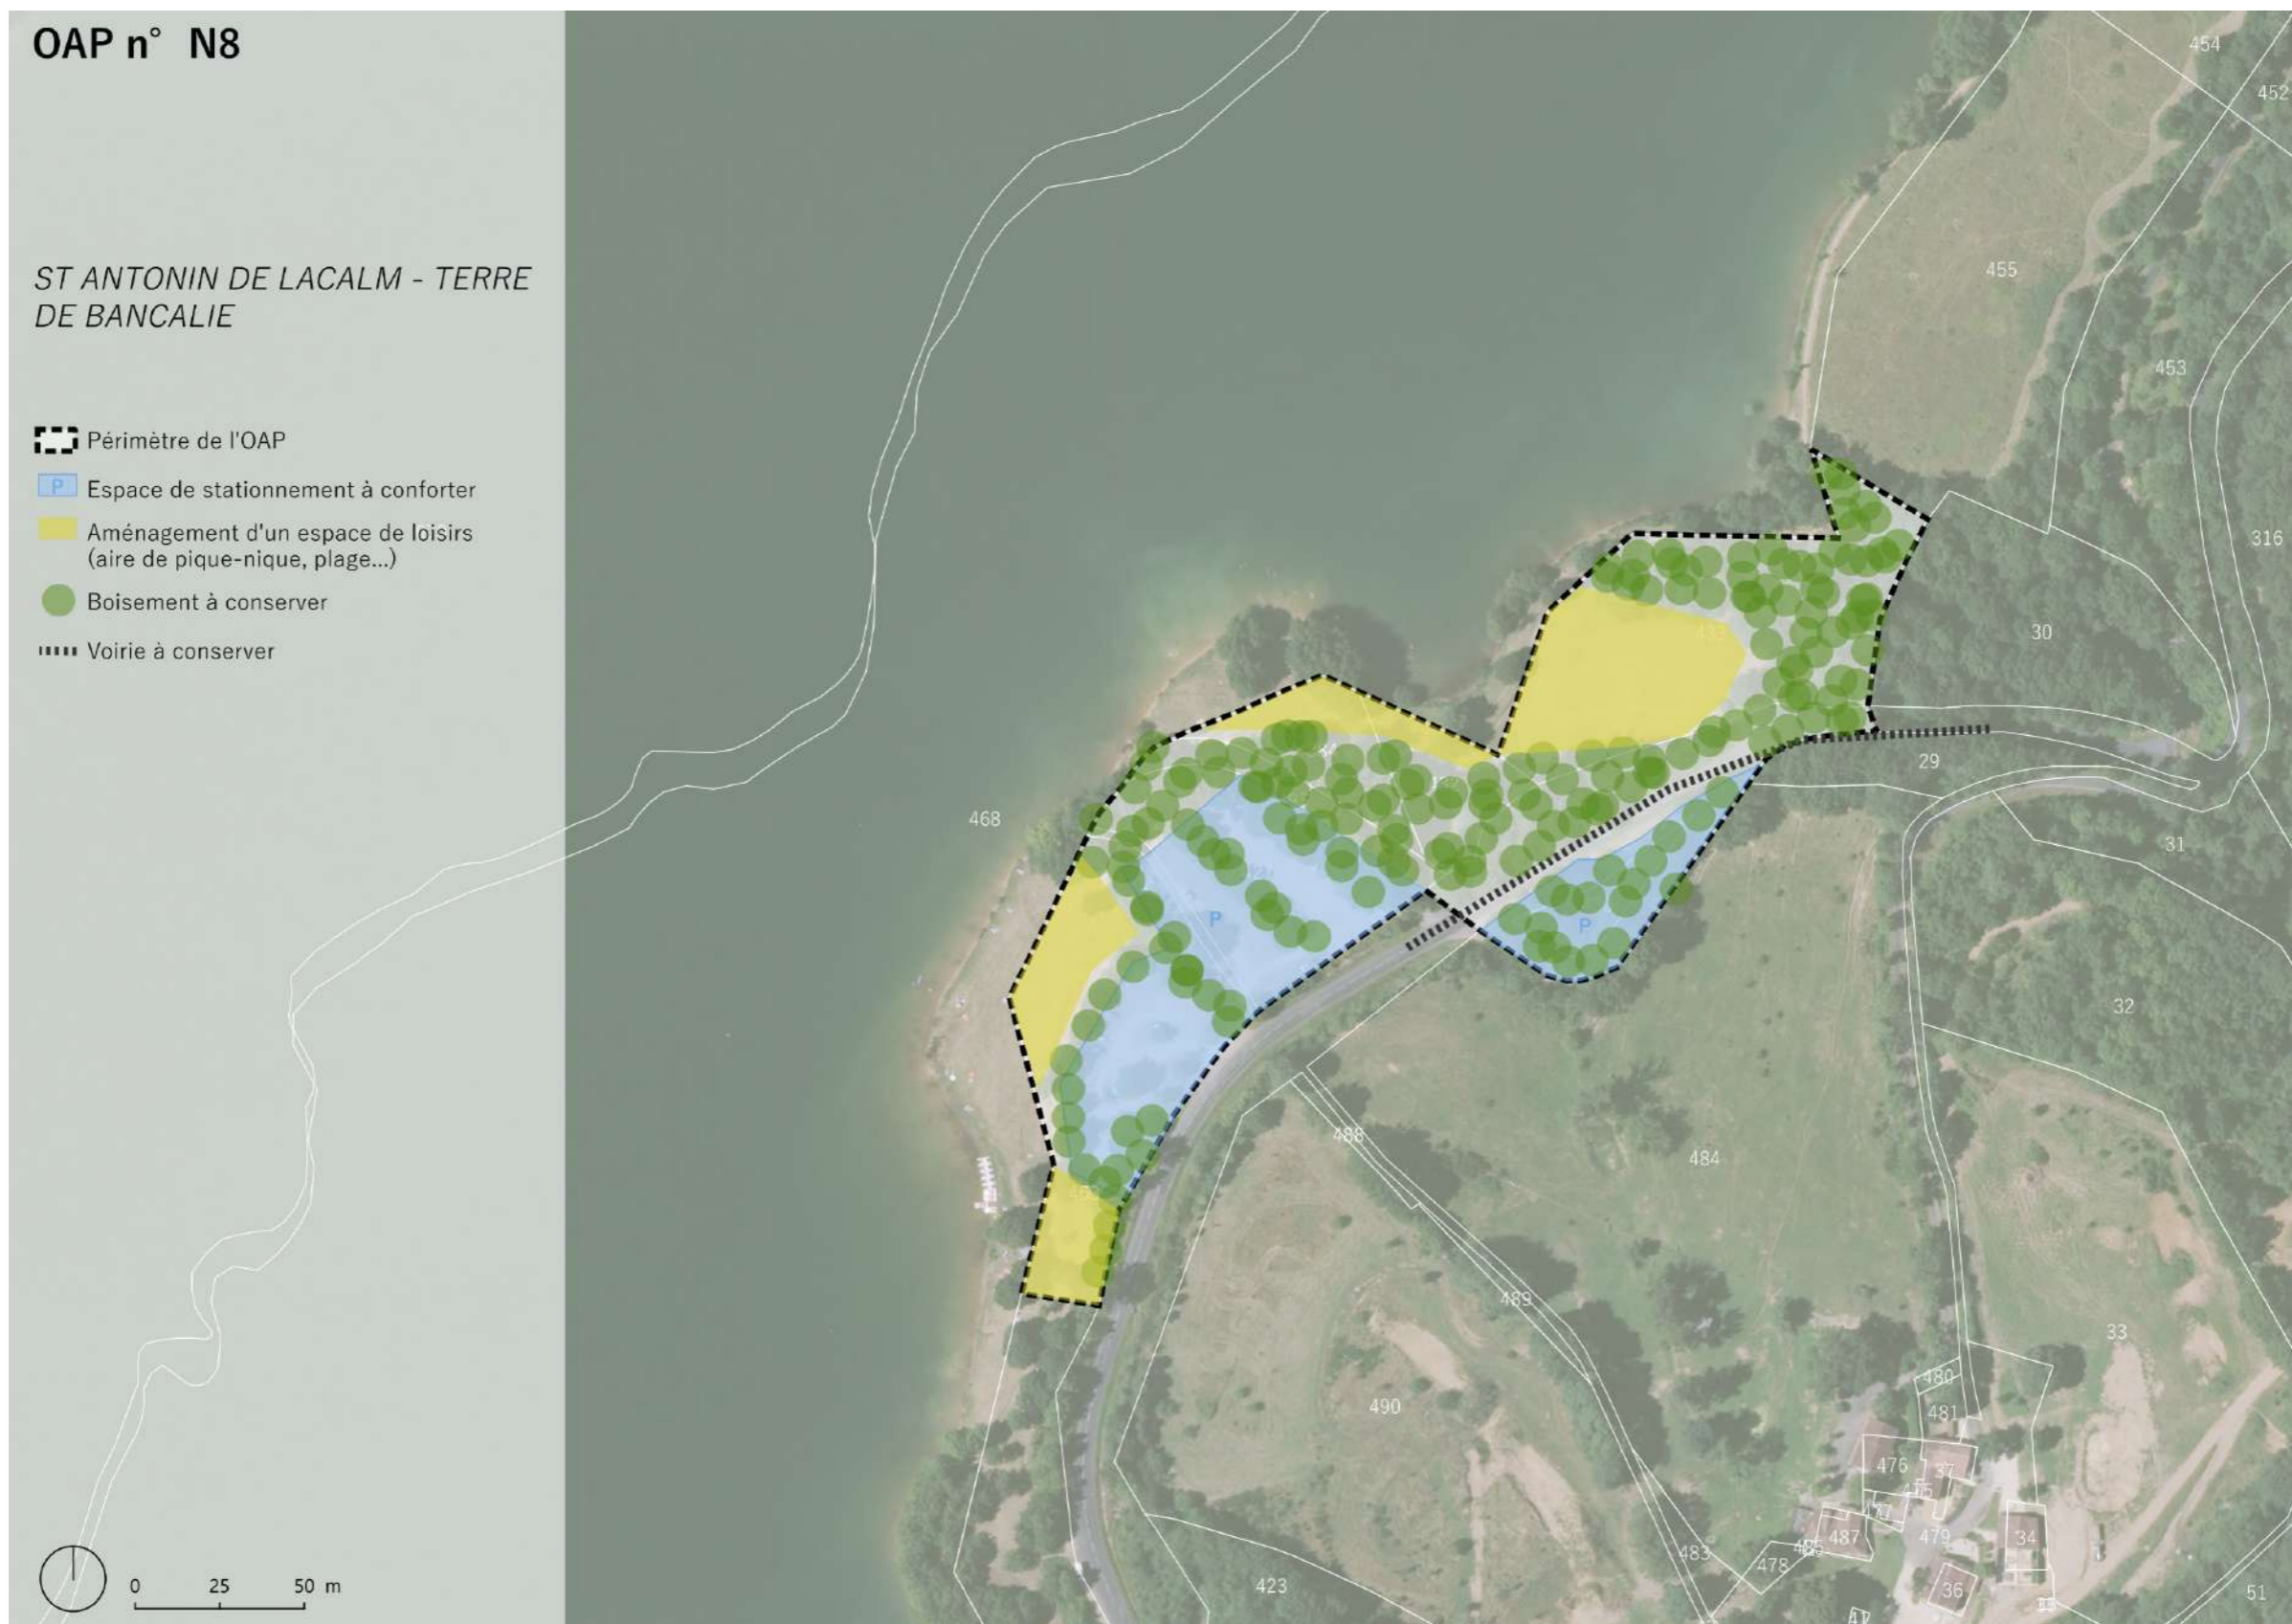 OAP n° N8
ST ANTONIN DE LACALM - TERRE
DE BANCALIE
Périmètre de l'OAP
P Espace de stationnement à conforter
Aménagement d'un espace de loisirs
(aire de pique-nique, plage...)
Boisement à conserver
Voirie à conserver
0 25 50 m
454
452
455
453
316
433
30
29
468
31
P
P
32
488
484
489
33
480
481
490
476
37
477
487
479
34
483
478
36
423
51